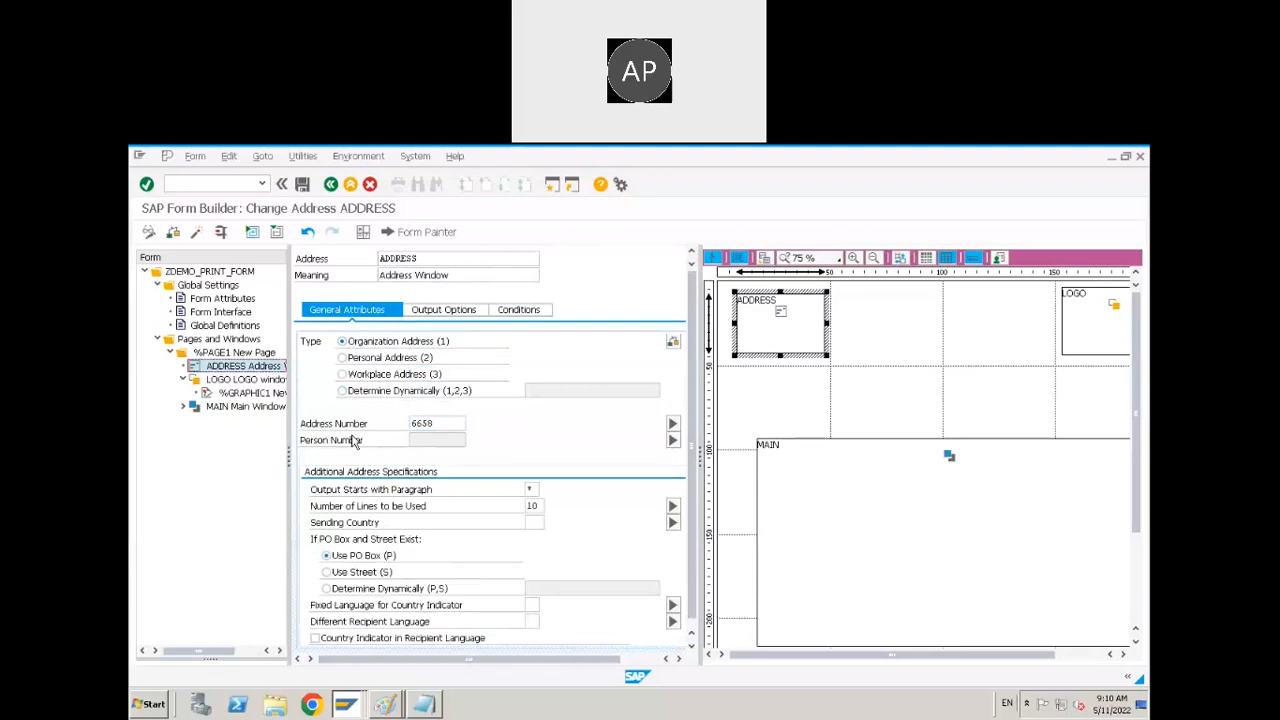 AP
Form Edit Goto Utilities Environment System Help
SAP Form Builder: Change Address ADDRESS
Form Painter
Form
ZDEMO_PRINT_FORM
Global Settings
Form Attributes
Form Interface
Global Definitions
Pages and Windows
%PAGE1 New Page
ADDRESS Address
LOGO LOGO window
%GRAPHIC1 Nev
MAIN Main Window
Address ADDRESS
Meaning Address Window
General Attributes Output Options Conditions
Type Organization Address (1)
Personal Address (2)
Workplace Address (3)
Determine Dynamically (1,2,3)
Address Number 6658
Person Number
Additional Address Specifications
Output Starts with Paragraph *
Number of Lines to be Used 10
Sending Country
If PO Box and Street Exist:
Use PO Box (P)
Use Street (S)
Determine Dynamically (P,S)
Fixed Language for Country Indicator
Different Recipient Language
Country Indicator in Recipient Language
75 %
50 100 150
ADDRESS
LOGO
MAIN
50
100
150
200
SAP
Start
EN
9:10 AM
5/11/2022